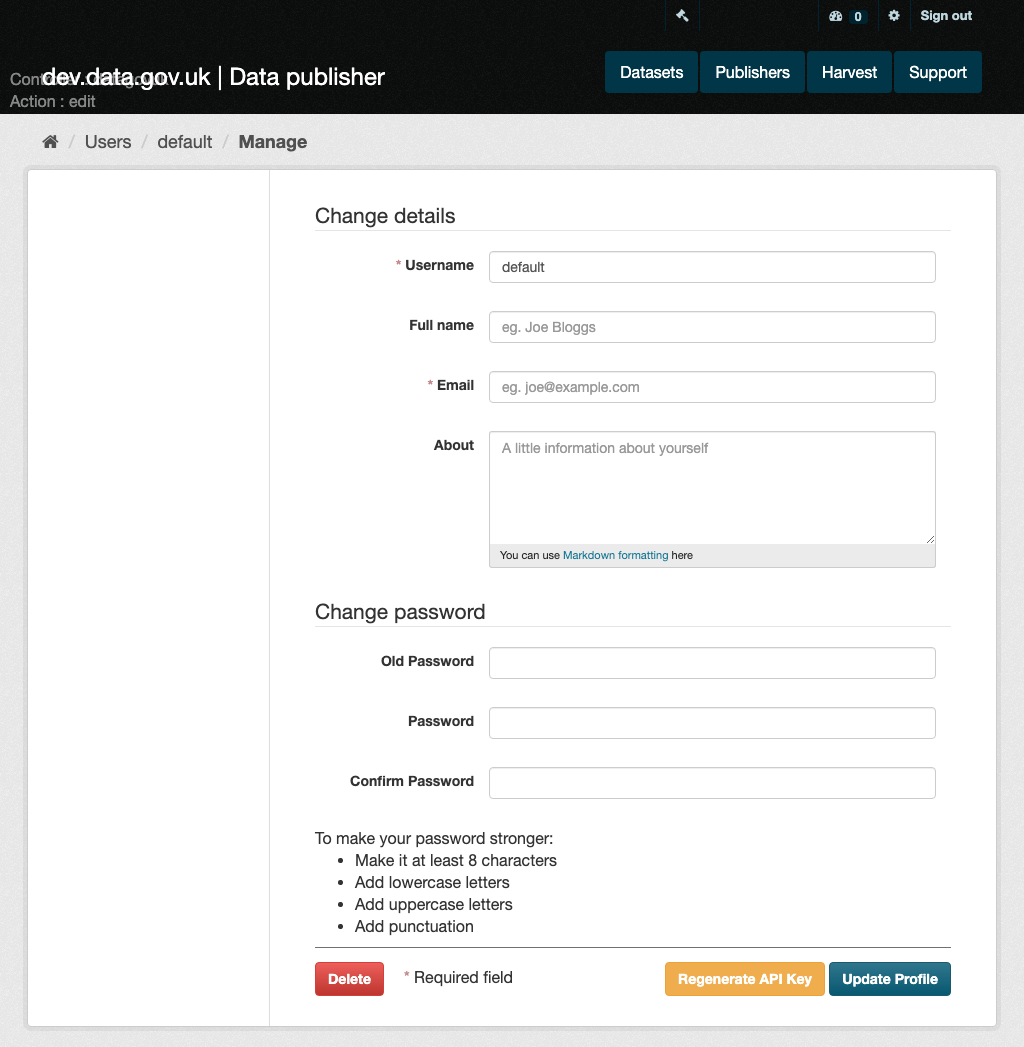 0
Sign out
dev.data.gov.uk | Data publisher
Action : edit
Datasets
Publishers
Harvest
Support
/ Users / default / Manage
Change details
* Username
default
Full name
eg. Joe Bloggs
* Email
eg. joe@example.com
About
A little information about yourself
You can use Markdown formatting here
Change password
Old Password
Password
Confirm Password
To make your password stronger:
• Make it at least 8 characters
• Add lowercase letters
• Add uppercase letters
• Add punctuation
Delete
* Required field
Regenerate API Key
Update Profile